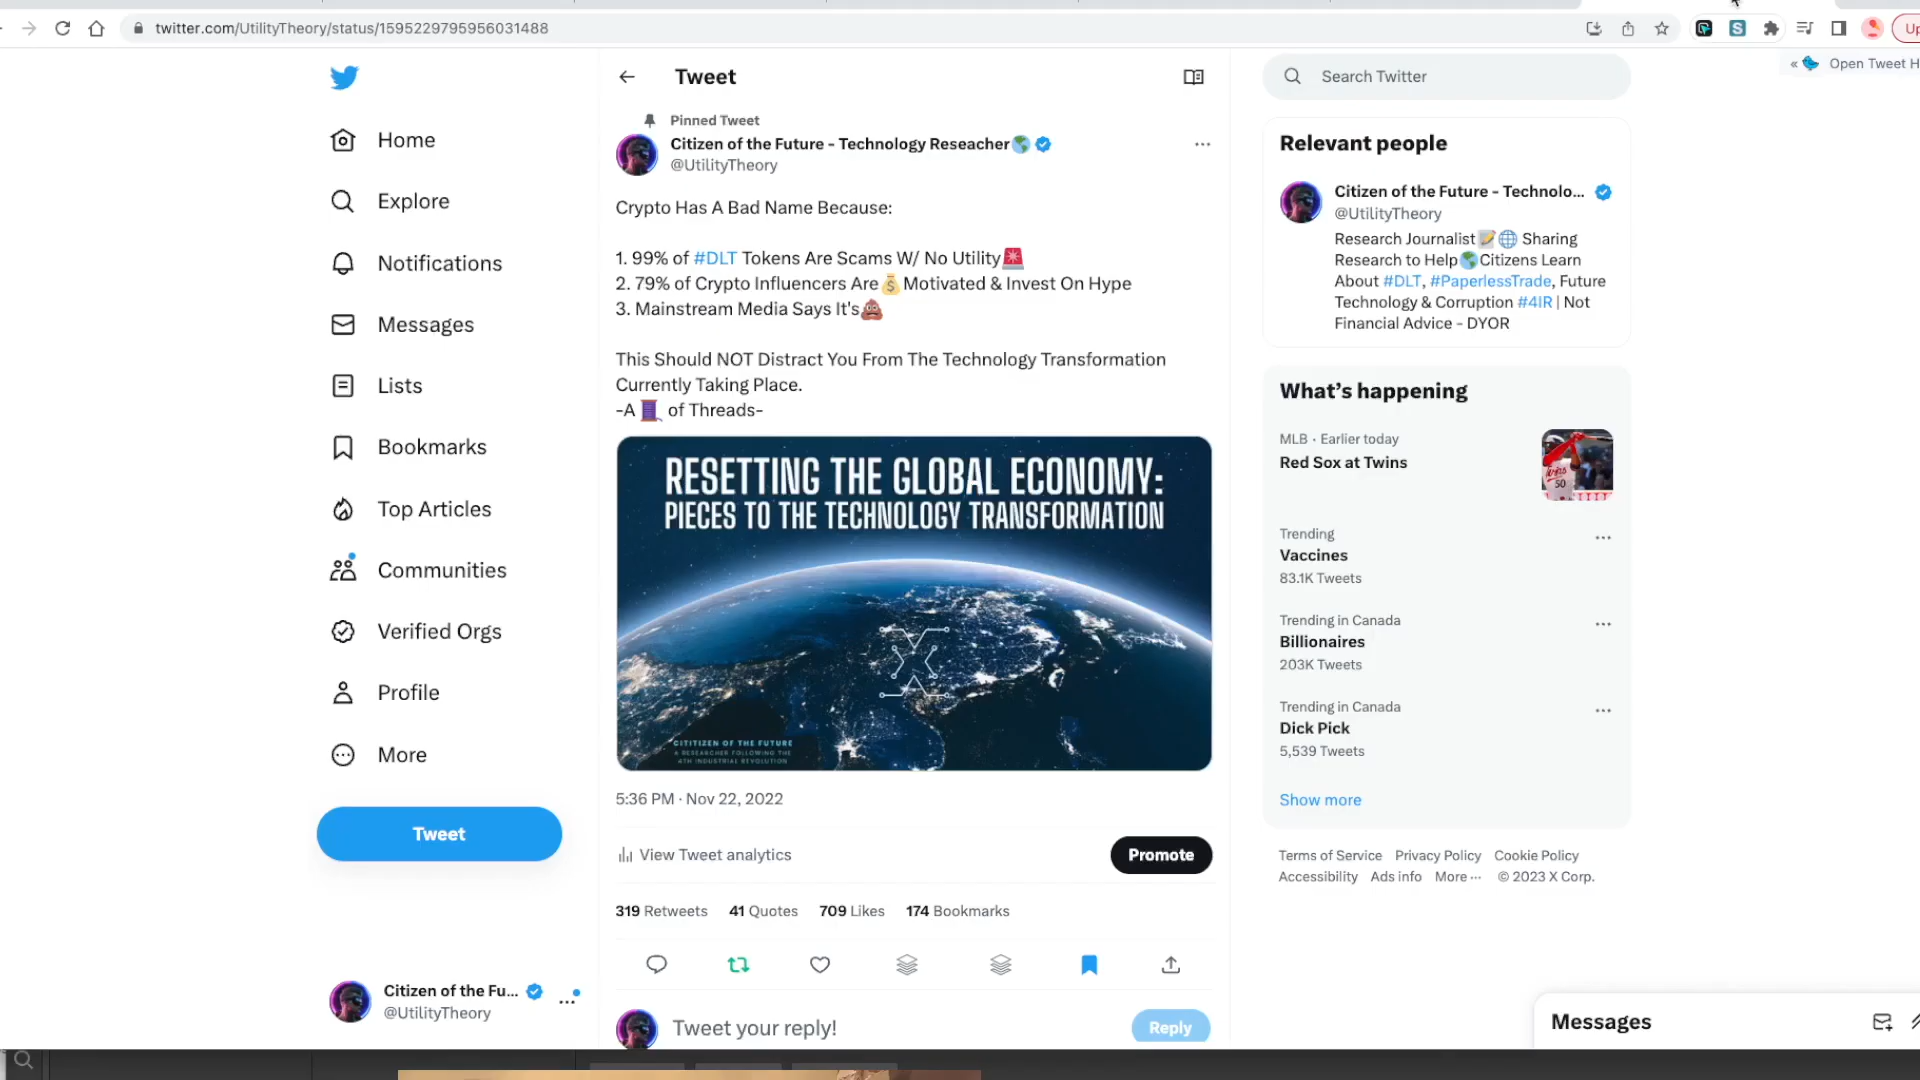 twitter.com/UtilityTheory/status/1595229795956031488
Up
« Open Tweet H
Home
Explore
Notifications
Messages
Lists
Bookmarks
Top Articles
Communities
Verified Orgs
Profile
More
Tweet
Citizen of the Fu...
@UtilityTheory
Tweet
Pinned Tweet
Citizen of the Future - Technology Reseacher
@UtilityTheory
Crypto Has A Bad Name Because:
1. 99% of #DLT Tokens Are Scams W/ No Utility
2. 79% of Crypto Influencers Are Motivated & Invest On Hype
3. Mainstream Media Says It's
This Should NOT Distract You From The Technology Transformation
Currently Taking Place.
-A of Threads-
RESETTING THE GLOBAL ECONOMY:
PIECES TO THE TECHNOLOGY TRANSFORMATION
CITITIZEN OF THE FUTURE
A RESEARCHER FOLLOWING THE
4TH INDUSTRIAL REVOLUTION
5:36 PM · Nov 22, 2022
View Tweet analytics
Promote
319 Retweets 41 Quotes 709 Likes 174 Bookmarks
Tweet your reply!
Reply
Search Twitter
Relevant people
Citizen of the Future - Technolo...
@UtilityTheory
Research Journalist Sharing
Research to Help Citizens Learn
About #DLT, #PaperlessTrade, Future
Technology & Corruption #4IR | Not
Financial Advice - DYOR
What's happening
MLB · Earlier today
Red Sox at Twins
Trending
Vaccines
83.1K Tweets
Trending in Canada
Billionaires
203K Tweets
Trending in Canada
Dick Pick
5,539 Tweets
Show more
Terms of Service Privacy Policy Cookie Policy
Accessibility Ads info More ··· © 2023 X Corp.
Messages